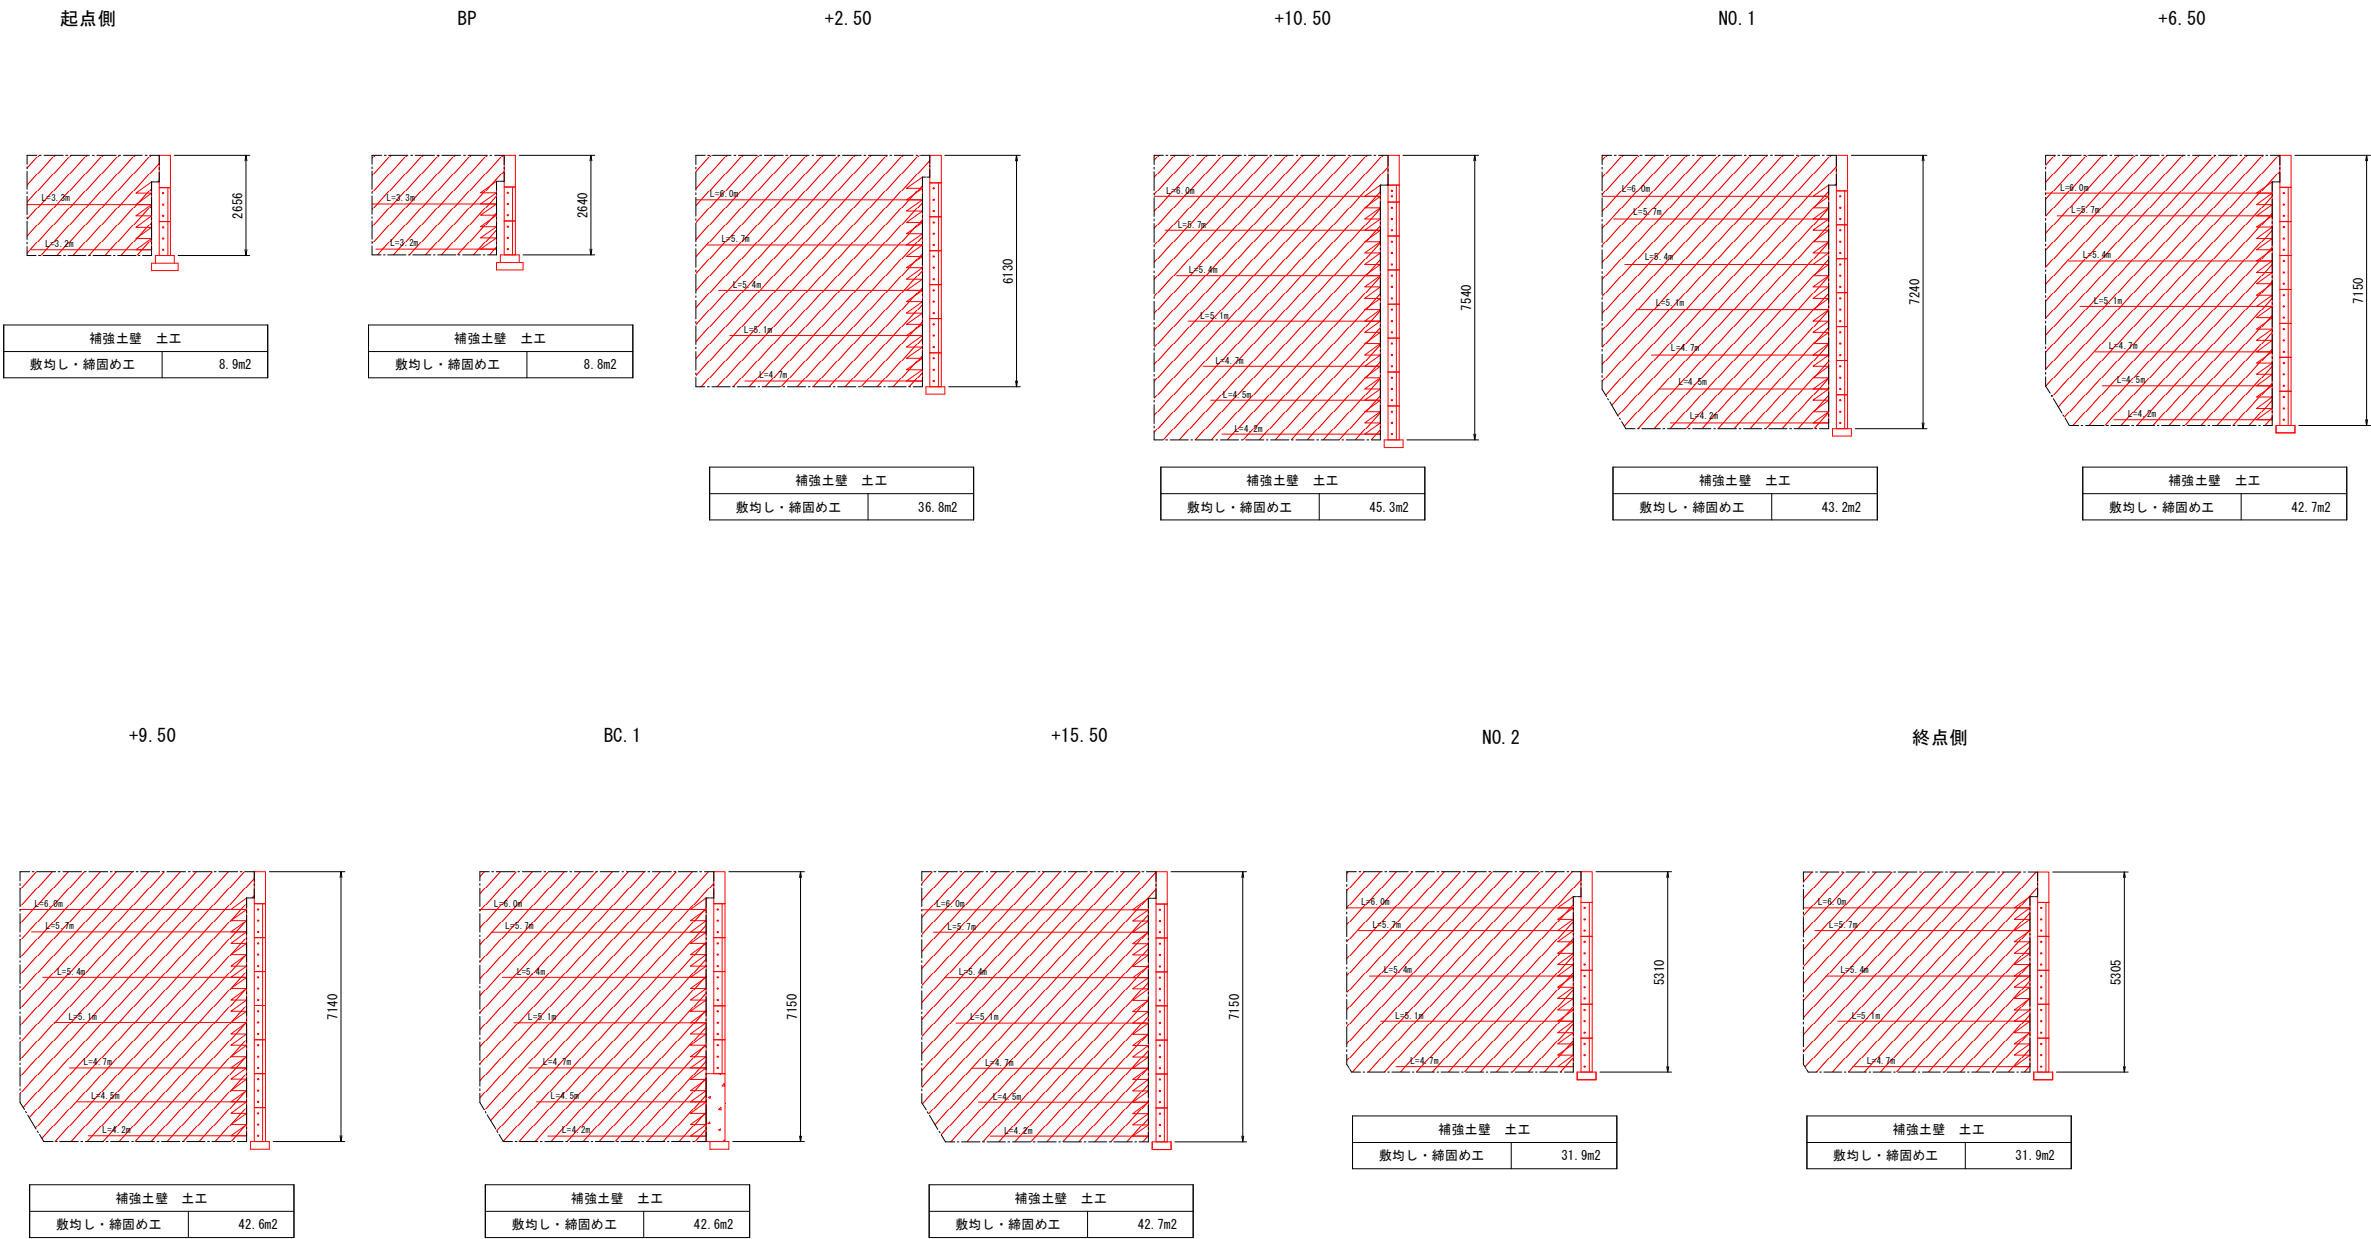 起点側
BP
+2.50
+10.50
NO.1
+6.50
L=3.3m
L=3.2m
2656
L=3.3m
L=3.2m
2640
L=6.0m
L=5.7m
L=5.4m
L=5.1m
L=4.7m
6130
L=6.0m
L=5.7m
L=5.4m
L=5.1m
L=4.7m
L=4.5m
L=4.2m
7540
L=6.0m
L=5.7m
L=5.4m
L=5.1m
L=4.7m
L=4.5m
L=4.2m
7240
L=6.0m
L=5.7m
L=5.4m
L=5.1m
L=4.7m
L=4.5m
L=4.2m
7150
補強土壁 土工
敷均し・締固め工 8.9m2
補強土壁 土工
敷均し・締固め工 8.8m2
補強土壁 土工
敷均し・締固め工 36.8m2
補強土壁 土工
敷均し・締固め工 45.3m2
補強土壁 土工
敷均し・締固め工 43.2m2
補強土壁 土工
敷均し・締固め工 42.7m2
+9.50
BC.1
+15.50
NO.2
終点側
L=6.0m
L=5.7m
L=5.4m
L=5.1m
L=4.7m
L=4.5m
L=4.2m
7140
L=6.0m
L=5.7m
L=5.4m
L=5.1m
L=4.7m
L=4.5m
L=4.2m
7150
L=6.0m
L=5.7m
L=5.4m
L=5.1m
L=4.7m
L=4.5m
L=4.2m
7150
L=6.0m
L=5.7m
L=5.4m
L=5.1m
L=4.7m
5310
L=6.0m
L=5.7m
L=5.4m
L=5.1m
L=4.7m
5305
補強土壁 土工
敷均し・締固め工 42.6m2
補強土壁 土工
敷均し・締固め工 42.6m2
補強土壁 土工
敷均し・締固め工 42.7m2
補強土壁 土工
敷均し・締固め工 31.9m2
補強土壁 土工
敷均し・締固め工 31.9m2